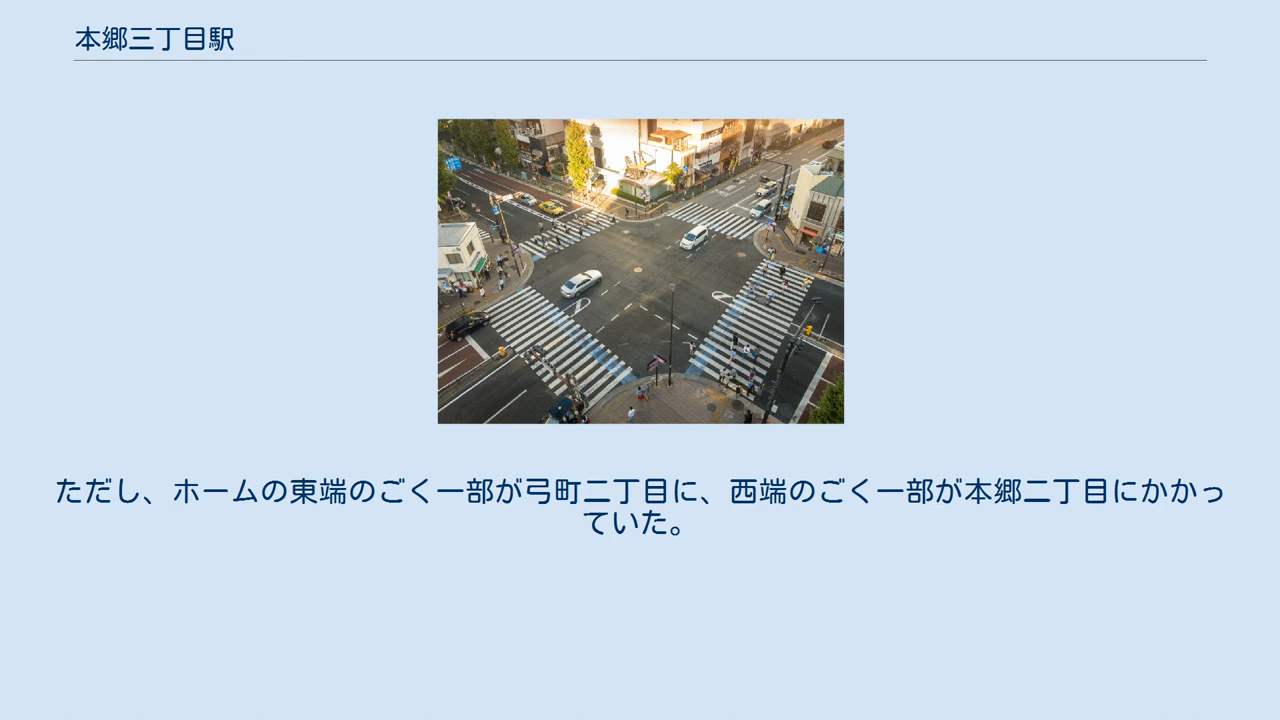 本郷三丁目駅
ただし、ホームの東端のごく一部が弓町二丁目に、西端のごく一部が本郷二丁目にかかっ
ていた。